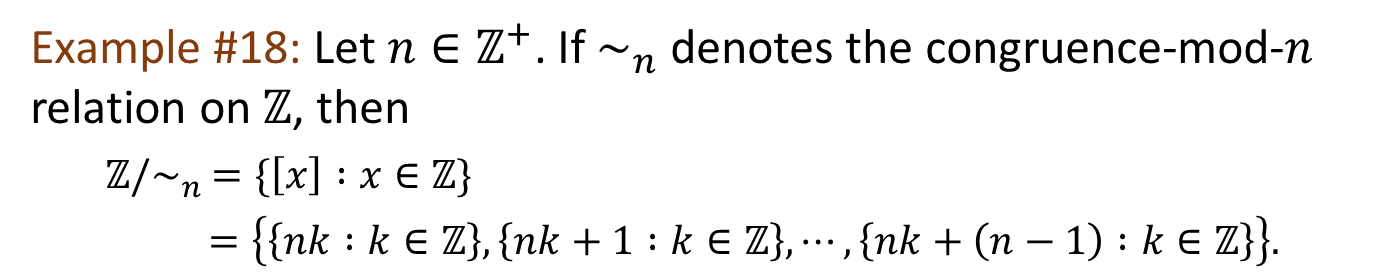 Example #18: Let 𝑛 ∈ ℤ⁺. If ~ₙ denotes the congruence-mod-𝑛
relation on ℤ, then
ℤ/~ₙ = {[𝑥] : 𝑥 ∈ ℤ}
= {{𝑛𝑘 : 𝑘 ∈ ℤ}, {𝑛𝑘 + 1 : 𝑘 ∈ ℤ}, ⋯ , {𝑛𝑘 + (𝑛 − 1) : 𝑘 ∈ ℤ}}.